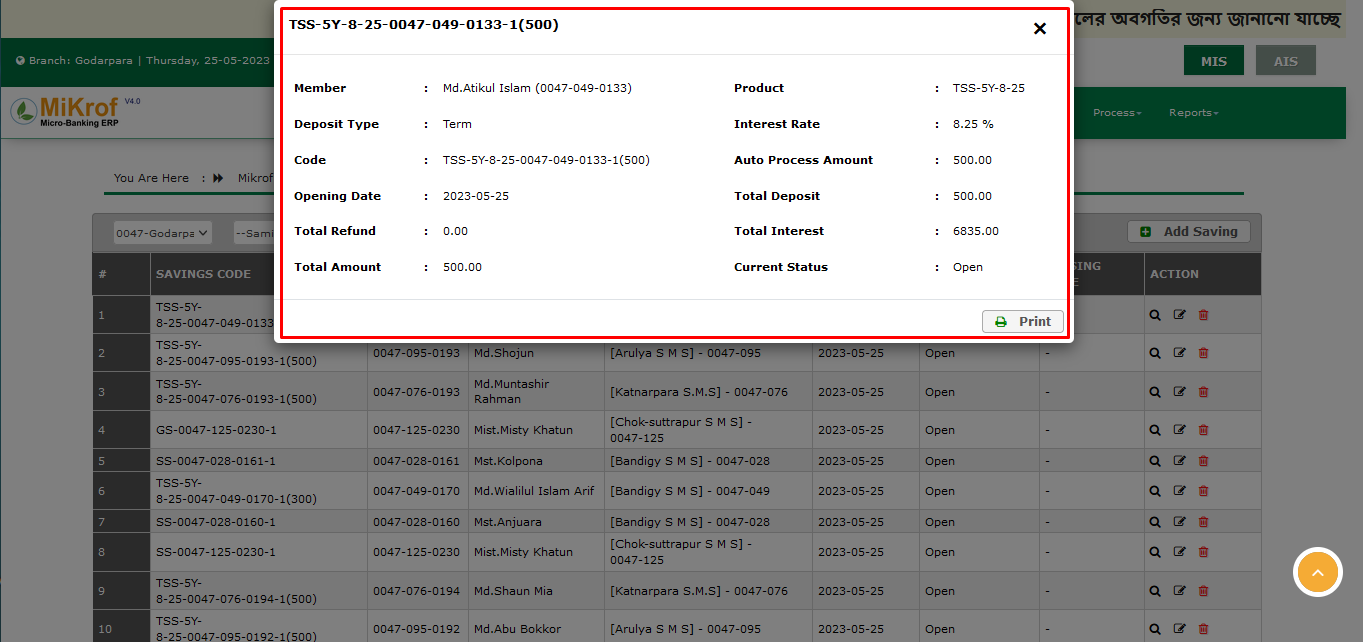 TSS-5Y-8-25-0047-049-0133-1(500)
লের অবগতির জন্য জানানো যাচ্ছে
Branch: Godarpara | Thursday, 25-05-2023
MIS AIS
MiKrof V4.0
Micro-Banking ERP
Process Reports
Member : Md.Atikul Islam (0047-049-0133) Product : TSS-5Y-8-25
Deposit Type : Term Interest Rate : 8.25 %
Code : TSS-5Y-8-25-0047-049-0133-1(500) Auto Process Amount : 500.00
Opening Date : 2023-05-25 Total Deposit : 500.00
Total Refund : 0.00 Total Interest : 6835.00
Total Amount : 500.00 Current Status : Open
Print
You Are Here : Mikrof
0047-Godarpa --Sami Add Saving
# SAVINGS CODE ACTION
1 TSS-5Y-
8-25-0047-049-0133
2 TSS-5Y-
8-25-0047-095-0193-1(500) 0047-095-0193 Md.Shojun [Arulya S M S] - 0047-095 2023-05-25 Open -
3 TSS-5Y-
8-25-0047-076-0193-1(500) 0047-076-0193 Md.Muntashir
Rahman [Katnarpara S.M.S] - 0047-076 2023-05-25 Open -
4 GS-0047-125-0230-1 0047-125-0230 Mist.Misty Khatun [Chok-suttrapur S M S] -
0047-125 2023-05-25 Open -
5 SS-0047-028-0161-1 0047-028-0161 Mst.Kolpona [Bandigy S M S] - 0047-028 2023-05-25 Open -
6 TSS-5Y-
8-25-0047-049-0170-1(300) 0047-049-0170 Md.Wialilul Islam Arif [Bandigy S M S] - 0047-049 2023-05-25 Open -
7 SS-0047-028-0160-1 0047-028-0160 Mst.Anjuara [Bandigy S M S] - 0047-028 2023-05-25 Open -
8 SS-0047-125-0230-1 0047-125-0230 Mist.Misty Khatun [Chok-suttrapur S M S] -
0047-125 2023-05-25 Open -
9 TSS-5Y-
8-25-0047-076-0194-1(500) 0047-076-0194 Md.Shaun Mia [Katnarpara S.M.S] - 0047-076 2023-05-25 Open -
10 TSS-5Y-
8-25-0047-095-0192-1(500) 0047-095-0192 Md.Abu Bokkor [Arulya S M S] - 0047-095 2023-05-25 Open -